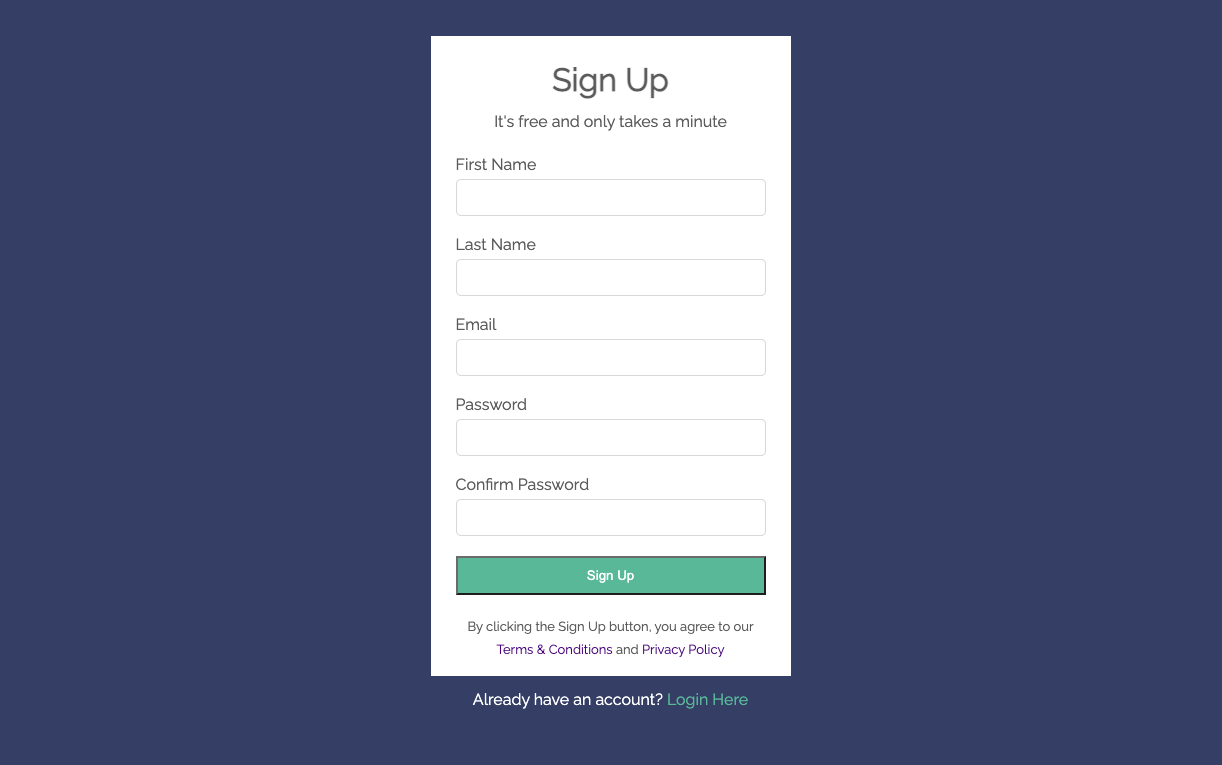 Sign Up
It's free and only takes a minute
First Name
Last Name
Email
Password
Confirm Password
Sign Up
By clicking the Sign Up button, you agree to our
Terms & Conditions and Privacy Policy
Already have an account? Login Here